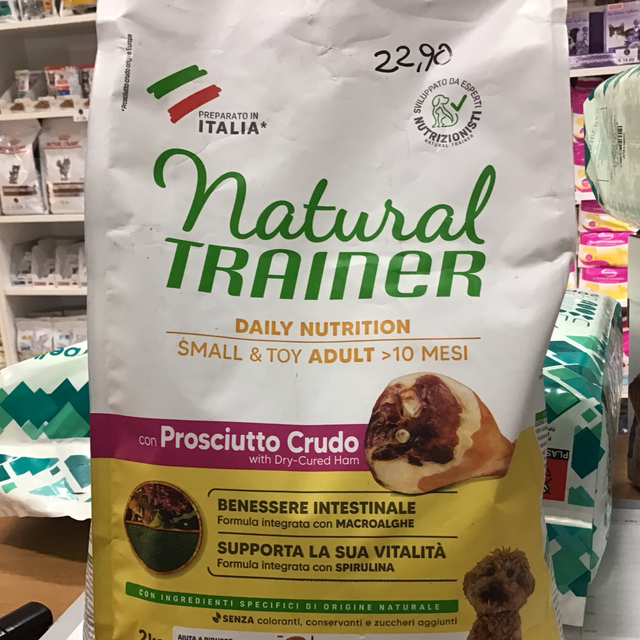 22,90
PREPARATO IN
ITALIA*
SVILUPPATO DA ESPERTI
NUTRIZIONISTI
NATURAL TRAINER
Natural
TRAINER
DAILY NUTRITION
SMALL & TOY ADULT >10 MESI
con Prosciutto Crudo
with Dry-Cured Ham
BENESSERE INTESTINALE
Formula integrata con MACROALGHE
SUPPORTA LA SUA VITALITÀ
Formula integrata con SPIRULINA
CON INGREDIENTI SPECIFICI DI ORIGINE NATURALE
SENZA coloranti, conservanti e zuccheri aggiunti